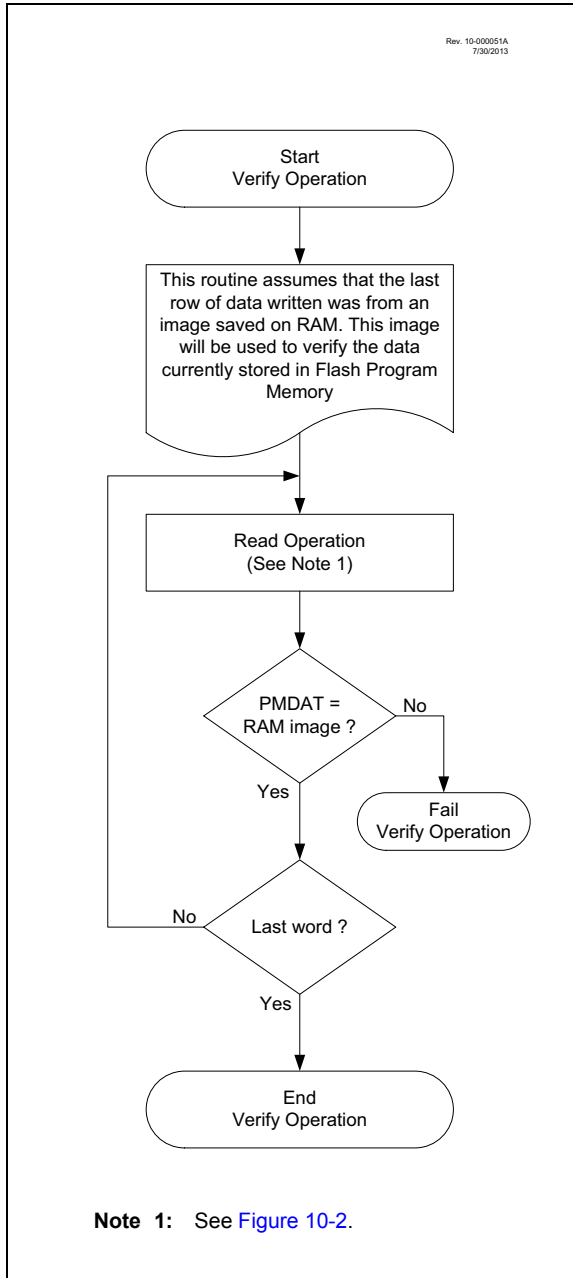 Rev. 10-000051A
7/30/2013
Start
Verify Operation
This routine assumes that the last
row of data written was from an
image saved on RAM. This image
will be used to verify the data
currently stored in Flash Program
Memory
Read Operation
(See Note 1)
PMDAT =
RAM image ?
No
Yes
Fail
Verify Operation
No
Last word ?
Yes
End
Verify Operation
Note 1: See Figure 10-2.